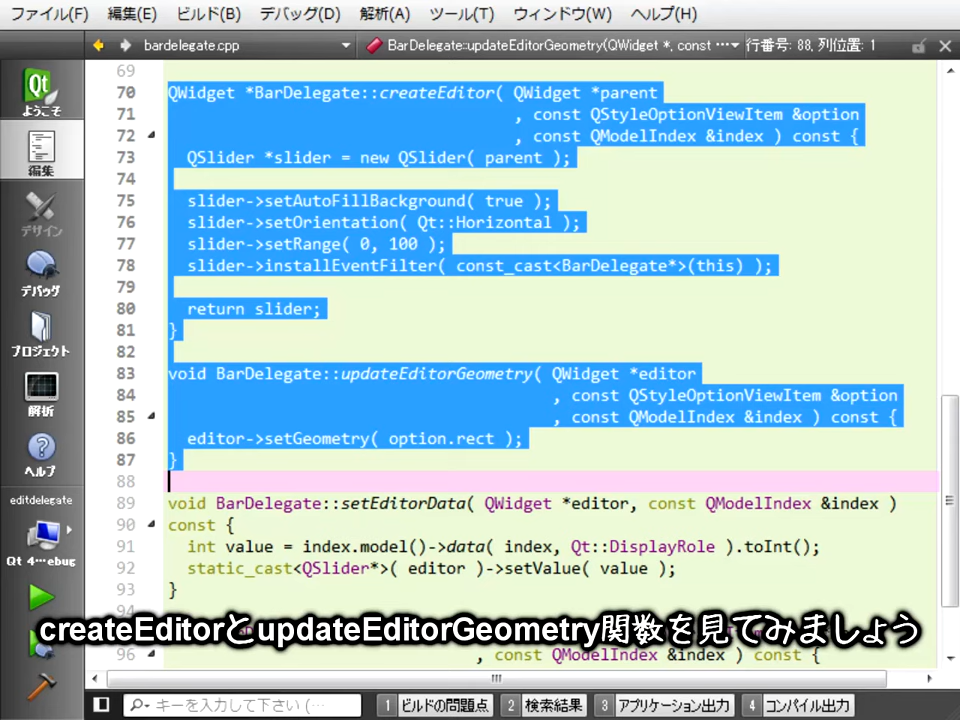 ファイル(F) 編集(E) ビルド(B) デバッグ(D) 解析(A) ツール(T) ウィンドウ(W) ヘルプ(H)
bardelegate.cpp BarDelegate::updateEditorGeometry(QWidget *, const … 行番号: 88, 列位置: 1
ようこそ
編集
デザイン
デバッグ
プロジェクト
解析
ヘルプ
editdelegate
Qt 4…ebug
69
70 QWidget *BarDelegate::createEditor( QWidget *parent
71 , const QStyleOptionViewItem &option
72 , const QModelIndex &index ) const {
73 QSlider *slider = new QSlider( parent );
74
75 slider->setAutoFillBackground( true );
76 slider->setOrientation( Qt::Horizontal );
77 slider->setRange( 0, 100 );
78 slider->installEventFilter( const_cast<BarDelegate*>(this) );
79
80 return slider;
81 }
82
83 void BarDelegate::updateEditorGeometry( QWidget *editor
84 , const QStyleOptionViewItem &option
85 , const QModelIndex &index ) const {
86 editor->setGeometry( option.rect );
87 }
88
89 void BarDelegate::setEditorData( QWidget *editor, const QModelIndex &index )
90 const {
91 int value = index.model()->data( index, Qt::DisplayRole ).toInt();
92 static_cast<QSlider*>( editor )->setValue( value );
93 }
94
createEditorとupdateEditorGeometry関数を見てみましょう
96 , const QModelIndex &index ) const {
キーを入力して下さい (… 1 ビルドの問題点 2 検索結果 3 アプリケーション出力 4 コンパイル出力